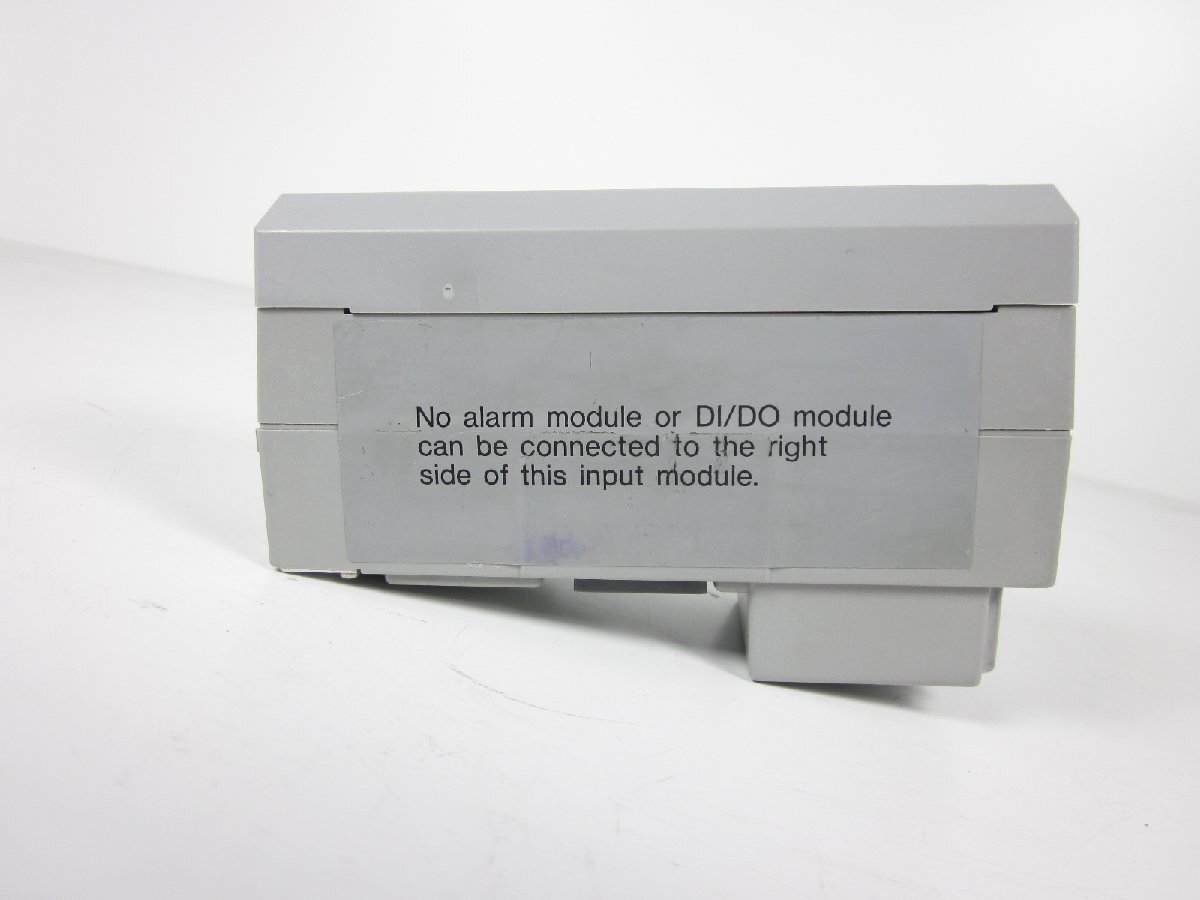 No alarm module or DI/DO module
can be connected to the right
side of this input module.